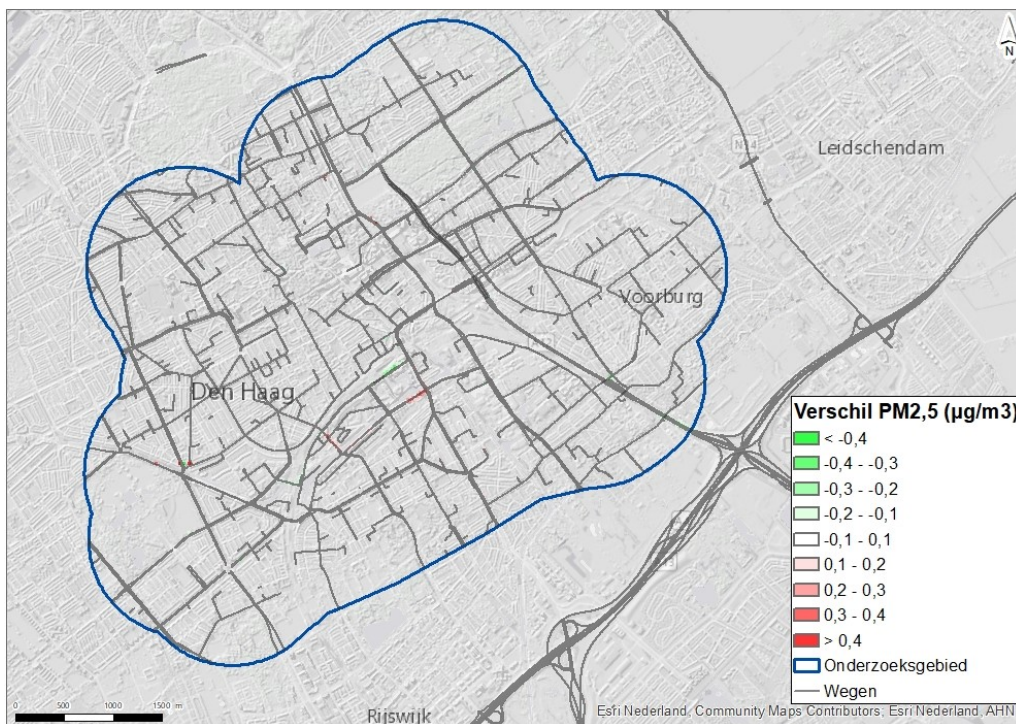 N
N14
Leidschendam
Voorburg
Den Haag
Verschil PM2,5 (µg/m3)
< -0,4
-0,4 - -0,3
-0,3 - -0,2
-0,2 - -0,1
-0,1 - 0,1
0,1 - 0,2
0,2 - 0,3
0,3 - 0,4
> 0,4
Onderzoeksgebied
Wegen
0 500 1000 1500 m
Rijswijk
Esri Nederland, Community Maps Contributors, Esri Nederland, AHN